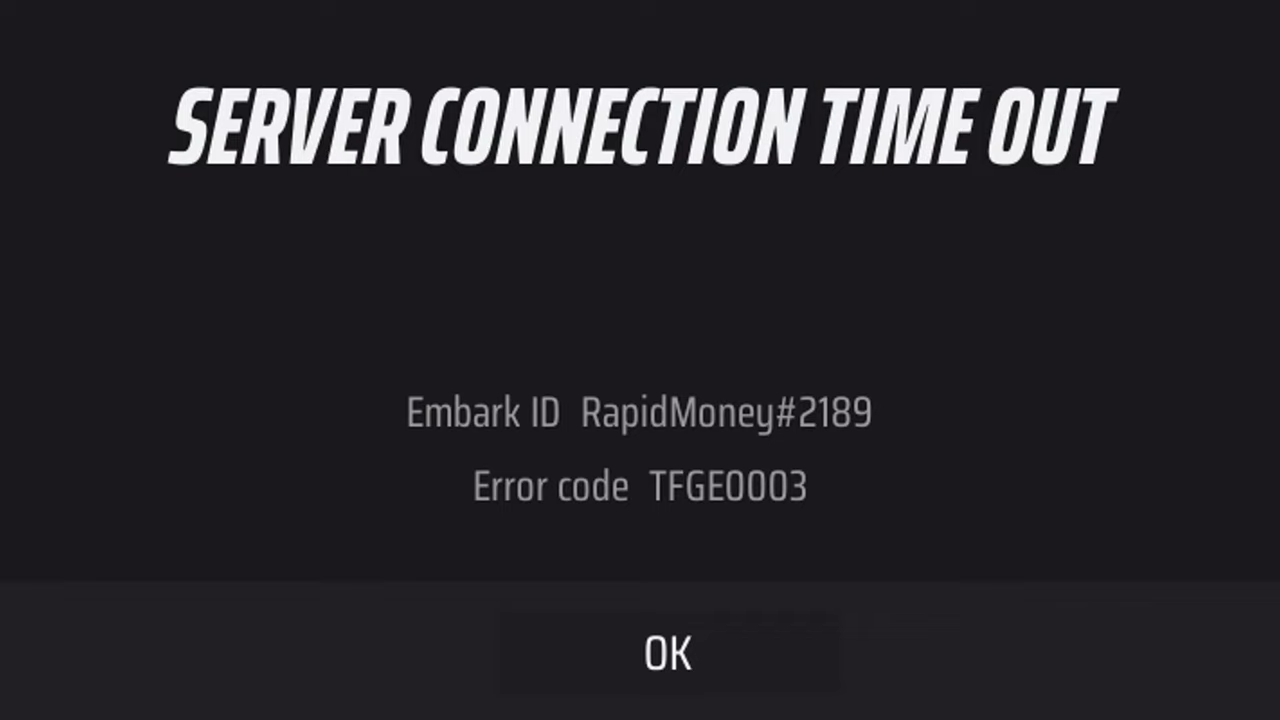 SERVER CONNECTION TIME OUT
Embark ID RapidMoney#2189
Error code TFGE0003
OK